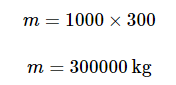 m = 1000 × 300
m = 300000 kg